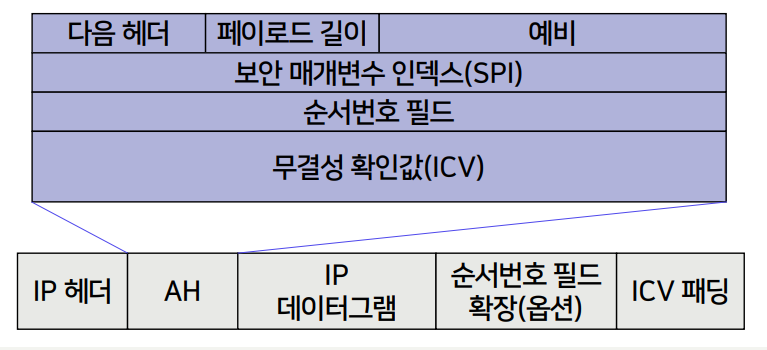 다음 헤더
페이로드 길이
예비
보안 매개변수 인덱스(SPI)
순서번호 필드
무결성 확인값(ICV)
IP 헤더
AH
IP
데이터그램
순서번호 필드
확장(옵션)
ICV 패딩